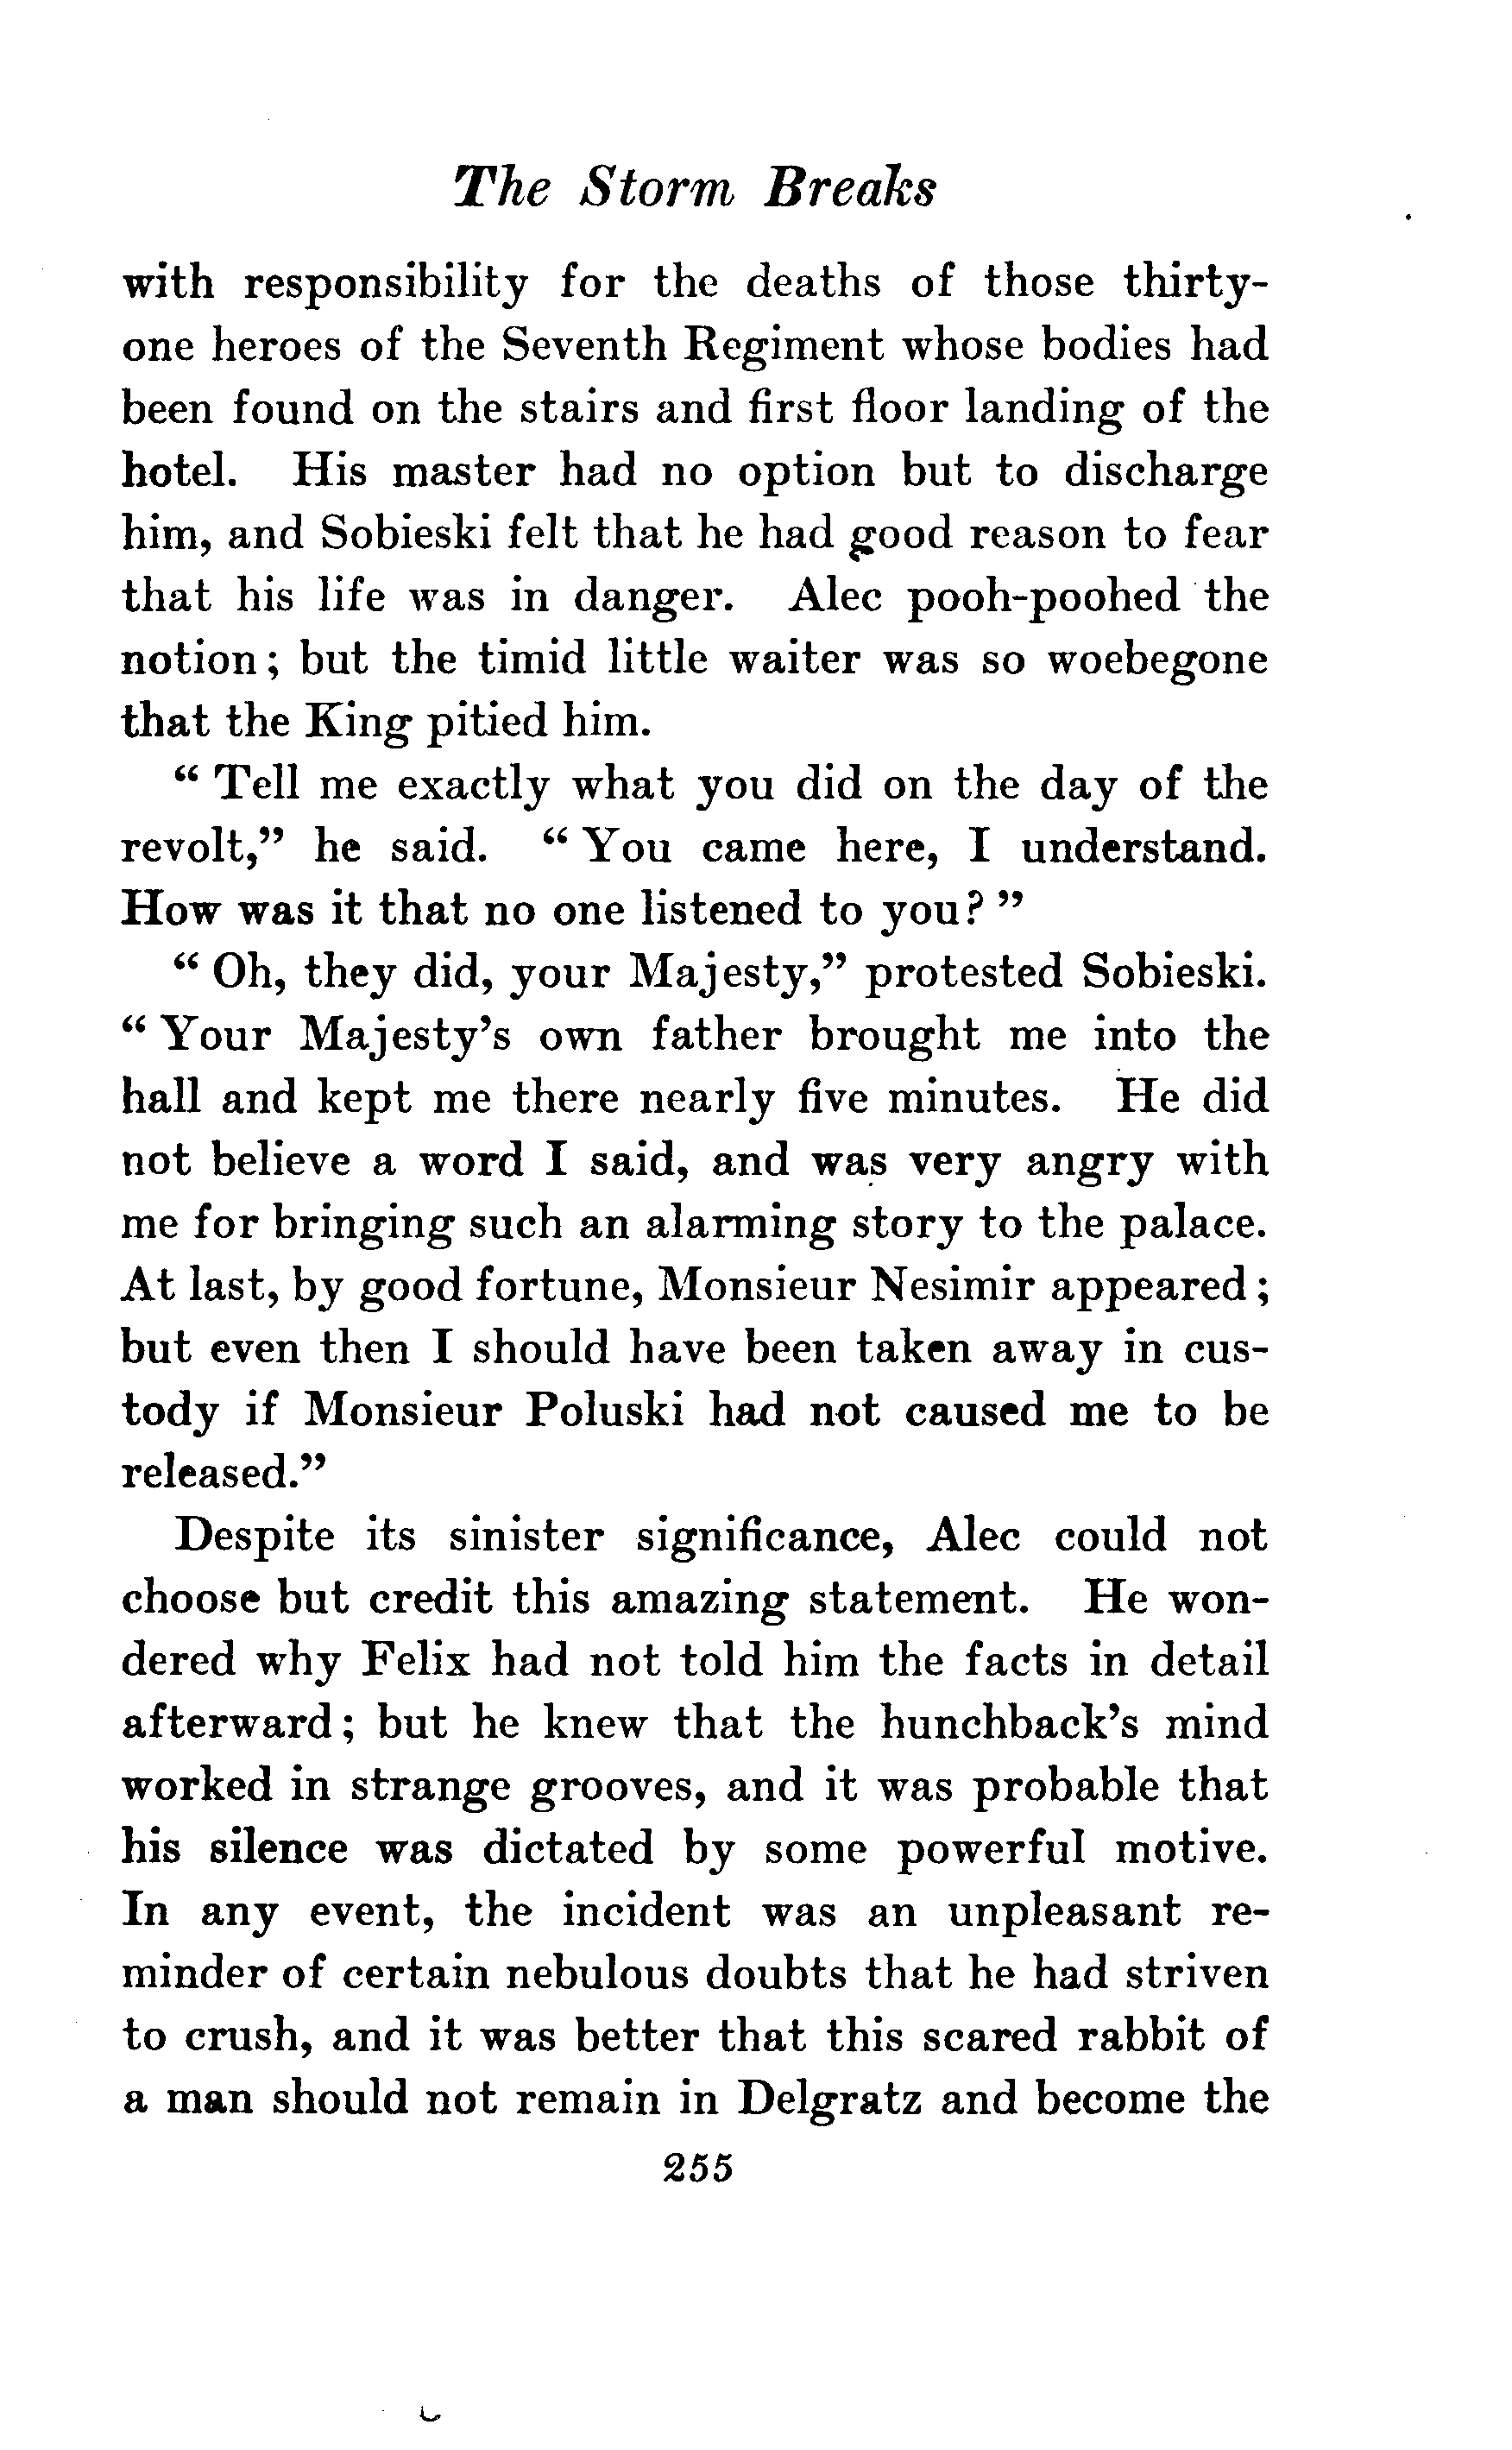 The Storm Breaks
with responsibility for the deaths of those thirty-
one heroes of the Seventh Regiment whose bodies had
been found on the stairs and first floor landing of the
hotel. His master had no option but to discharge
him, and Sobieski felt that he had good reason to fear
that his life was in danger. Alec pooh-poohed the
notion; but the timid little waiter was so woebegone
that the King pitied him.
“ Tell me exactly what you did on the day of the
revolt,” he said. “ You came here, I understand.
How was it that no one listened to you? ”
“ Oh, they did, your Majesty,” protested Sobieski.
“ Your Majesty’s own father brought me into the
hall and kept me there nearly five minutes. He did
not believe a word I said, and was very angry with
me for bringing such an alarming story to the palace.
At last, by good fortune, Monsieur Nesimir appeared;
but even then I should have been taken away in cus-
tody if Monsieur Poluski had not caused me to be
released.”
Despite its sinister significance, Alec could not
choose but credit this amazing statement. He won-
dered why Felix had not told him the facts in detail
afterward; but he knew that the hunchback’s mind
worked in strange grooves, and it was probable that
his silence was dictated by some powerful motive.
In any event, the incident was an unpleasant re-
minder of certain nebulous doubts that he had striven
to crush, and it was better that this scared rabbit of
a man should not remain in Delgratz and become the
255